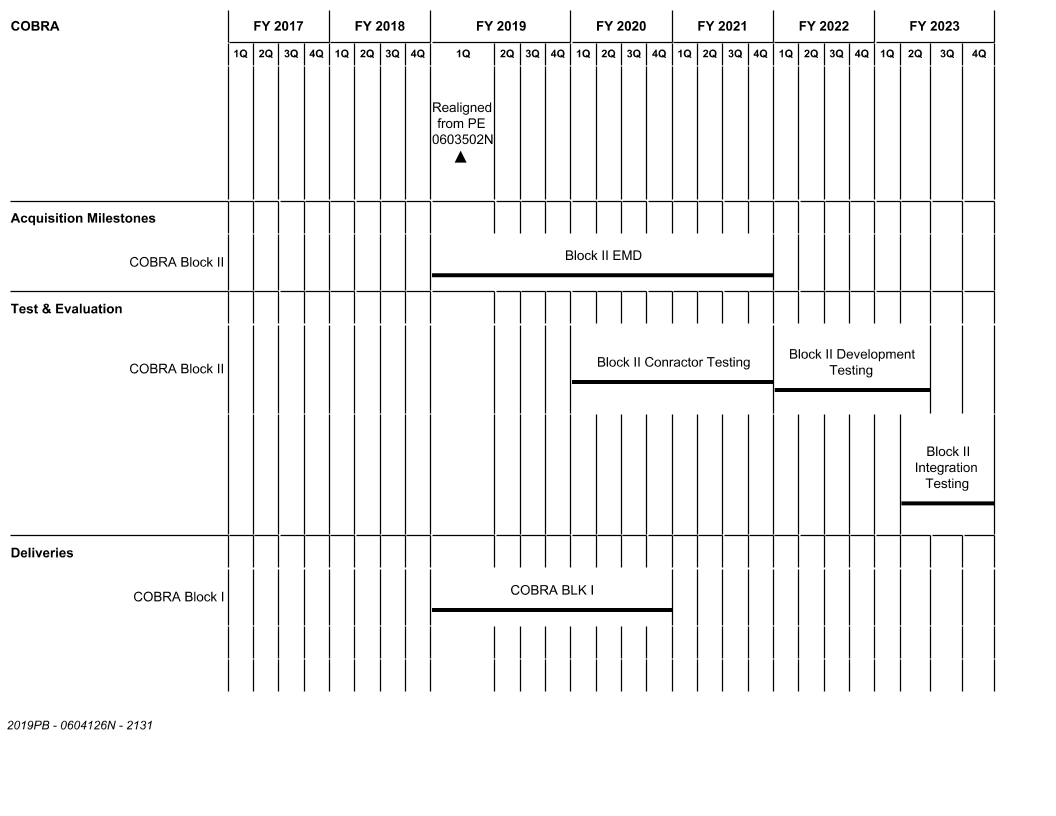 COBRA FY 2017 FY 2018 FY 2019 FY 2020 FY 2021 FY 2022 FY 2023
1Q 2Q 3Q 4Q 1Q 2Q 3Q 4Q 1Q 2Q 3Q 4Q 1Q 2Q 3Q 4Q 1Q 2Q 3Q 4Q 1Q 2Q 3Q 4Q 1Q 2Q 3Q 4Q
Realigned
from PE
0603502N
Acquisition Milestones
COBRA Block II
Block II EMD
Test & Evaluation
COBRA Block II
Block II Conractor Testing
Block II Development
Testing
Block II
Integration
Testing
Deliveries
COBRA Block I
COBRA BLK I
2019PB - 0604126N - 2131